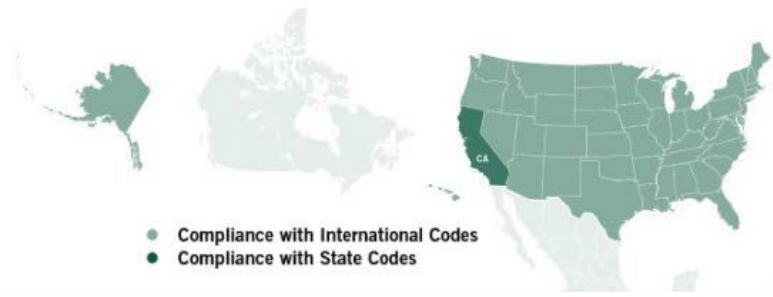 CA
Compliance with International Codes
Compliance with State Codes